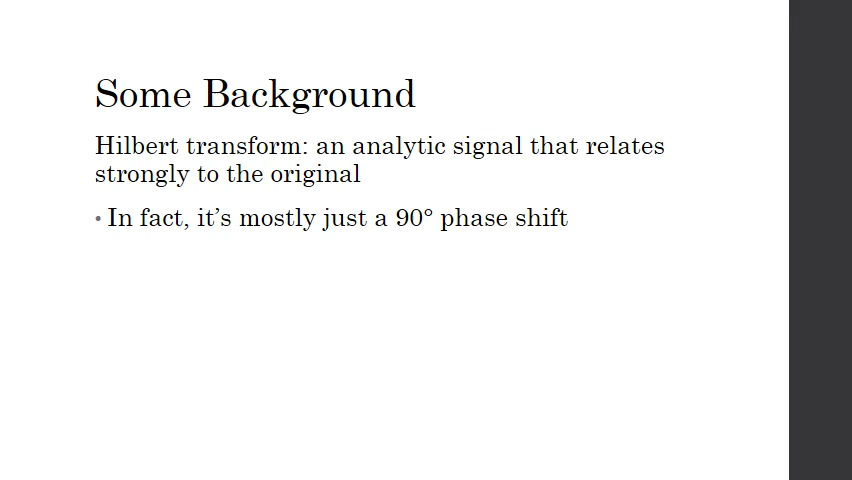 Some Background
Hilbert transform: an analytic signal that relates
strongly to the original
• In fact, it’s mostly just a 90° phase shift